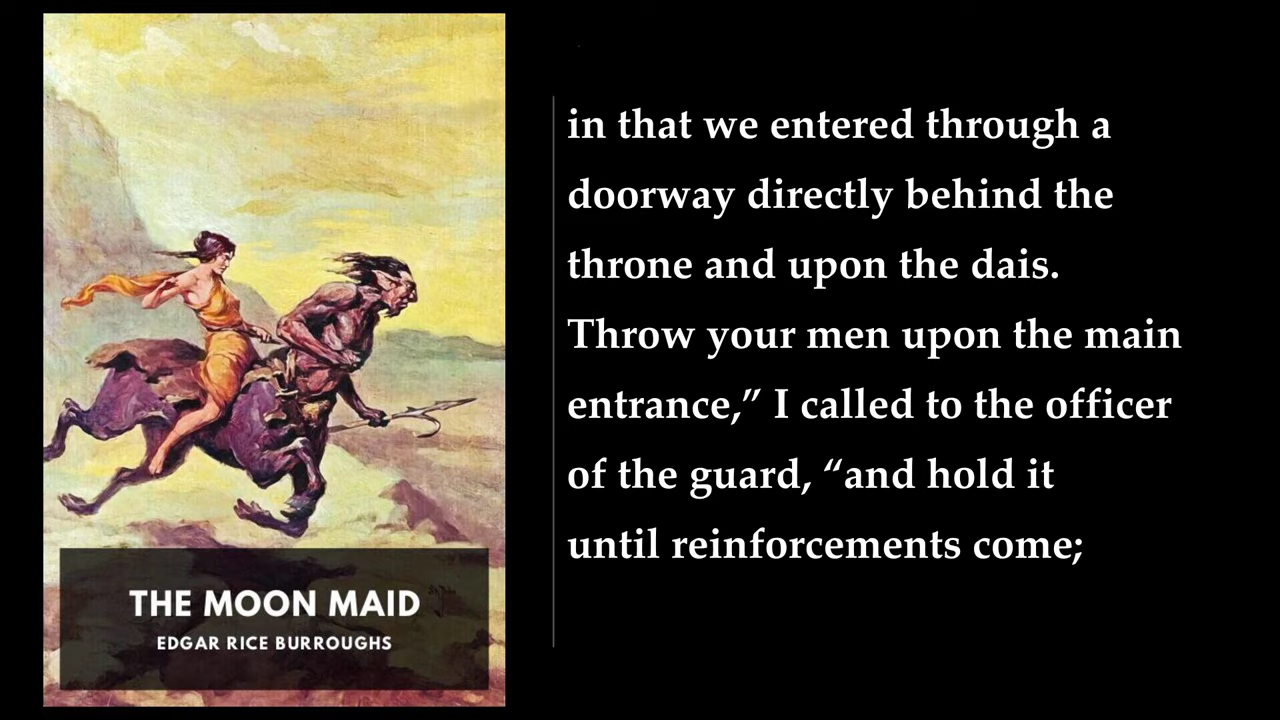 THE MOON MAID
EDGAR RICE BURROUGHS
in that we entered through a
doorway directly behind the
throne and upon the dais.
Throw your men upon the main
entrance,” I called to the officer
of the guard, “and hold it
until reinforcements come;